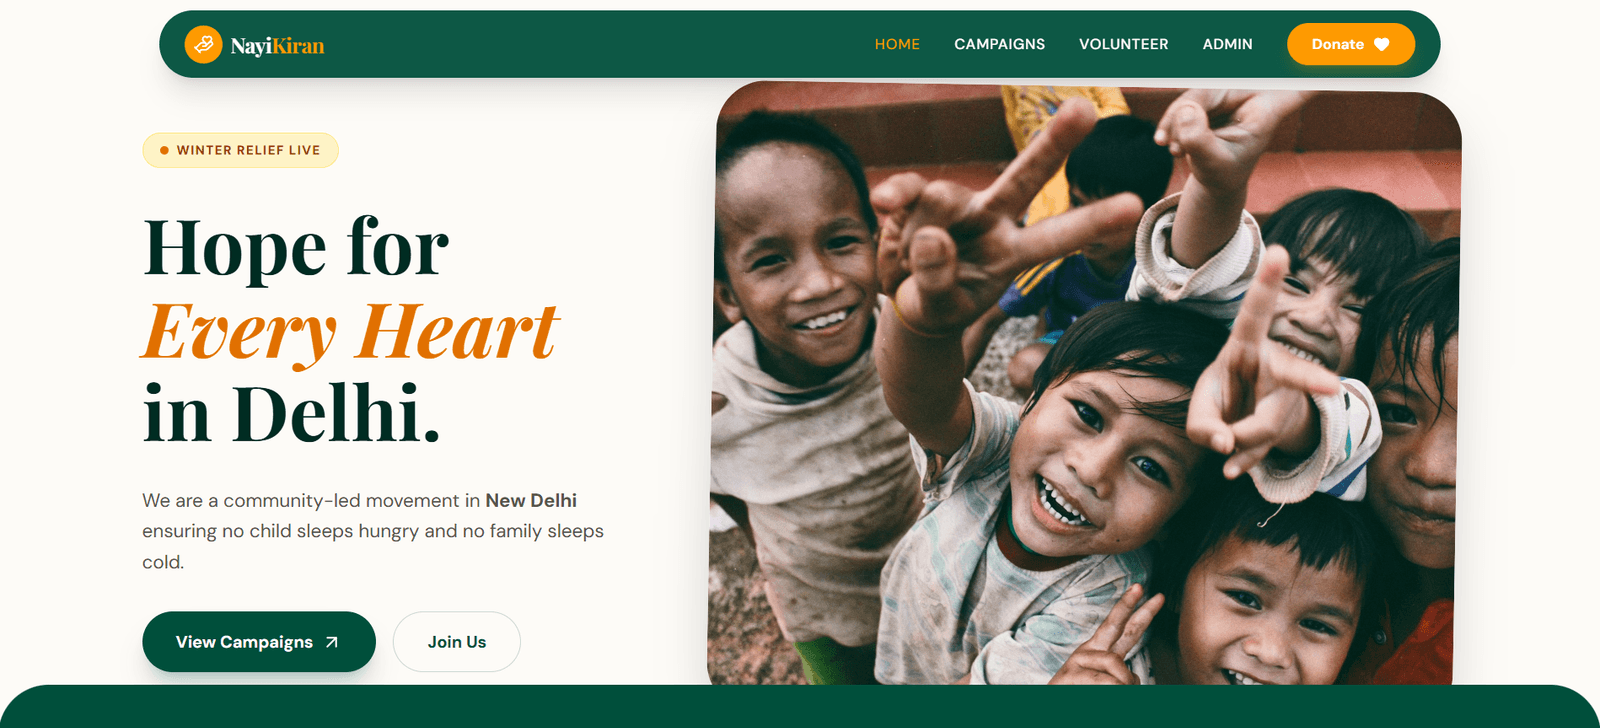 NayiKiran
HOME CAMPAIGNS VOLUNTEER ADMIN Donate
WINTER RELIEF LIVE
Hope for
Every Heart
in Delhi.
We are a community-led movement in New Delhi
ensuring no child sleeps hungry and no family sleeps
cold.
View Campaigns Join Us